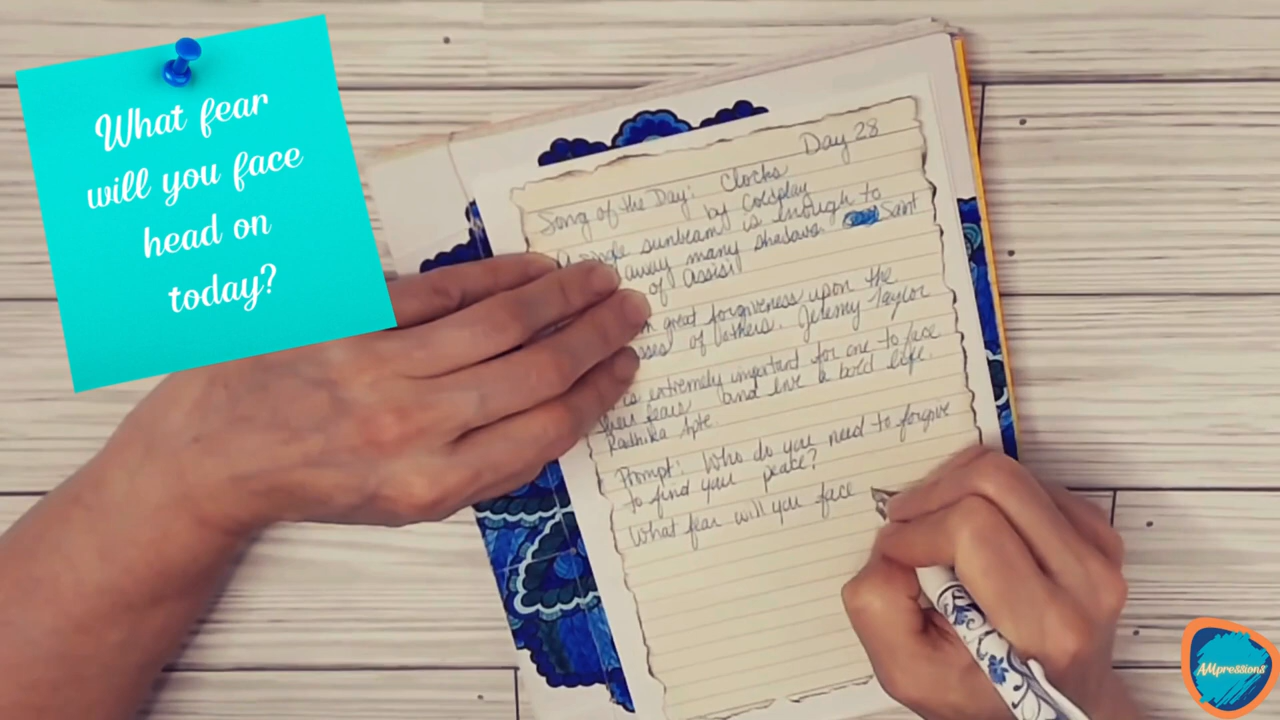 What fear
will you face
head on
today?
Day 28
Song of the Day: Clocks
by Coldplay
A single sunbeam is enough to
away many shadows. Saint
of Assisi
great forgiveness upon the
of others. Jeremy Taylor
is extremely important for one to face
their fears and live a bold life.
Radhika Apte.
Prompt: Who do you need to forgive
to find your peace?
What fear will you face
AMpressions